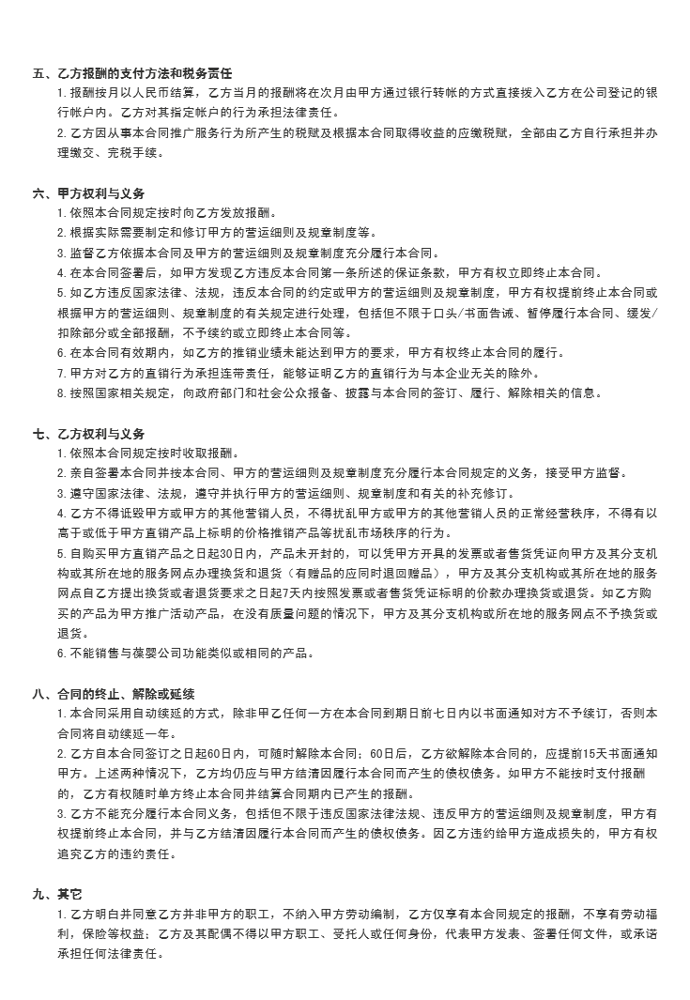 五、乙方报酬的支付方法和税务责任
1. 报酬按月以人民币结算，乙方当月的报酬将在次月由甲方通过银行转帐的方式直接拨入乙方在公司登记的银
行帐户内。乙方对其指定帐户的行为承担法律责任。
2. 乙方因从事本合同推广服务行为所产生的税赋及根据本合同取得收益的应缴税赋，全部由乙方自行承担并办
理缴交、完税手续。
六、甲方权利与义务
1. 依照本合同规定按时向乙方发放报酬。
2. 根据实际需要制定和修订甲方的营运细则及规章制度等。
3. 监督乙方依据本合同及甲方的营运细则及规章制度充分履行本合同。
4. 在本合同签署后，如甲方发现乙方违反本合同第一条所述的保证条款，甲方有权立即终止本合同。
5. 如乙方违反国家法律、法规，违反本合同的约定或甲方的营运细则及规章制度，甲方有权提前终止本合同或
根据甲方的营运细则、规章制度的有关规定进行处理，包括但不限于口头/书面告诫、暂停履行本合同、缓发/
扣除部分或全部报酬，不予续约或立即终止本合同等。
6. 在本合同有效期内，如乙方的推销业绩未能达到甲方的要求，甲方有权终止本合同的履行。
7. 甲方对乙方的直销行为承担连带责任，能够证明乙方的直销行为与本企业无关的除外。
8. 按照国家相关规定，向政府部门和社会公众报备、披露与本合同的签订、履行、解除相关的信息。
七、乙方权利与义务
1. 依照本合同规定按时收取报酬。
2. 亲自签署本合同并按本合同、甲方的营运细则及规章制度充分履行本合同规定的义务，接受甲方监督。
3. 遵守国家法律、法规，遵守并执行甲方的营运细则、规章制度和有关的补充修订。
4. 乙方不得诋毁甲方或甲方的其他营销人员，不得扰乱甲方或甲方的其他营销人员的正常经营秩序，不得有以
高于或低于甲方直销产品上标明的价格推销产品等扰乱市场秩序的行为。
5. 自购买甲方直销产品之日起30日内，产品未开封的，可以凭甲方开具的发票或者售货凭证向甲方及其分支机
构或其所在地的服务网点办理换货和退货（有赠品的应同时退回赠品），甲方及其分支机构或其所在地的服务
网点自乙方提出换货或者退货要求之日起7天内按照发票或者售货凭证标明的价款办理换货或退货。如乙方购
买的产品为甲方推广活动产品，在没有质量问题的情况下，甲方及其分支机构或所在地的服务网点不予换货或
退货。
6. 不能销售与葆婴公司功能类似或相同的产品。
八、合同的终止、解除或延续
1. 本合同采用自动续延的方式，除非甲乙任何一方在本合同到期日前七日内以书面通知对方不予续订，否则本
合同将自动续延一年。
2. 乙方自本合同签订之日起60日内，可随时解除本合同；60日后，乙方欲解除本合同的，应提前15天书面通知
甲方。上述两种情况下，乙方均仍应与甲方结清因履行本合同而产生的债权债务。如甲方不能按时支付报酬
的，乙方有权随时单方终止本合同并结算合同期内已产生的报酬。
3. 乙方不能充分履行本合同义务，包括但不限于违反国家法律法规、违反甲方的营运细则及规章制度，甲方有
权提前终止本合同，并与乙方结清因履行本合同而产生的债权债务。因乙方违约给甲方造成损失的，甲方有权
追究乙方的违约责任。
九、其它
1. 乙方明白并同意乙方并非甲方的职工，不纳入甲方劳动编制，乙方仅享有本合同规定的报酬，不享有劳动福
利，保险等权益；乙方及其配偶不得以甲方职工、受托人或任何身份，代表甲方发表、签署任何文件，或承诺
承担任何法律责任。